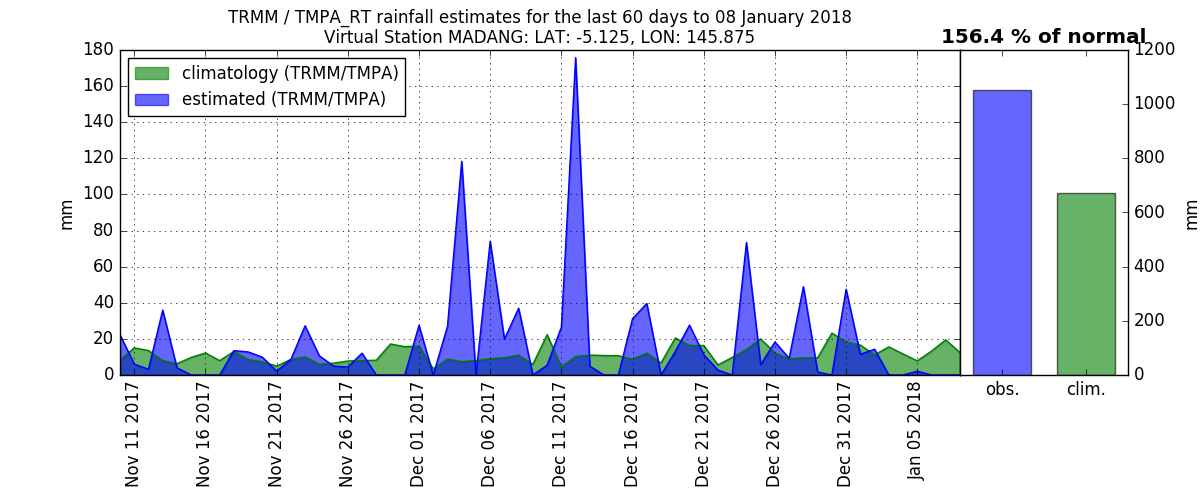 TRMM / TMPA_RT rainfall estimates for the last 60 days to 08 January 2018
Virtual Station MADANG: LAT: -5.125, LON: 145.875
156.4 % of normal
climatology (TRMM/TMPA)
estimated (TRMM/TMPA)
180
160
140
120
100
80
60
40
20
0
mm
Nov 11 2017
Nov 16 2017
Nov 21 2017
Nov 26 2017
Dec 01 2017
Dec 06 2017
Dec 11 2017
Dec 16 2017
Dec 21 2017
Dec 26 2017
Dec 31 2017
Jan 05 2018
obs.
clim.
1200
1000
800
600
400
200
0
mm